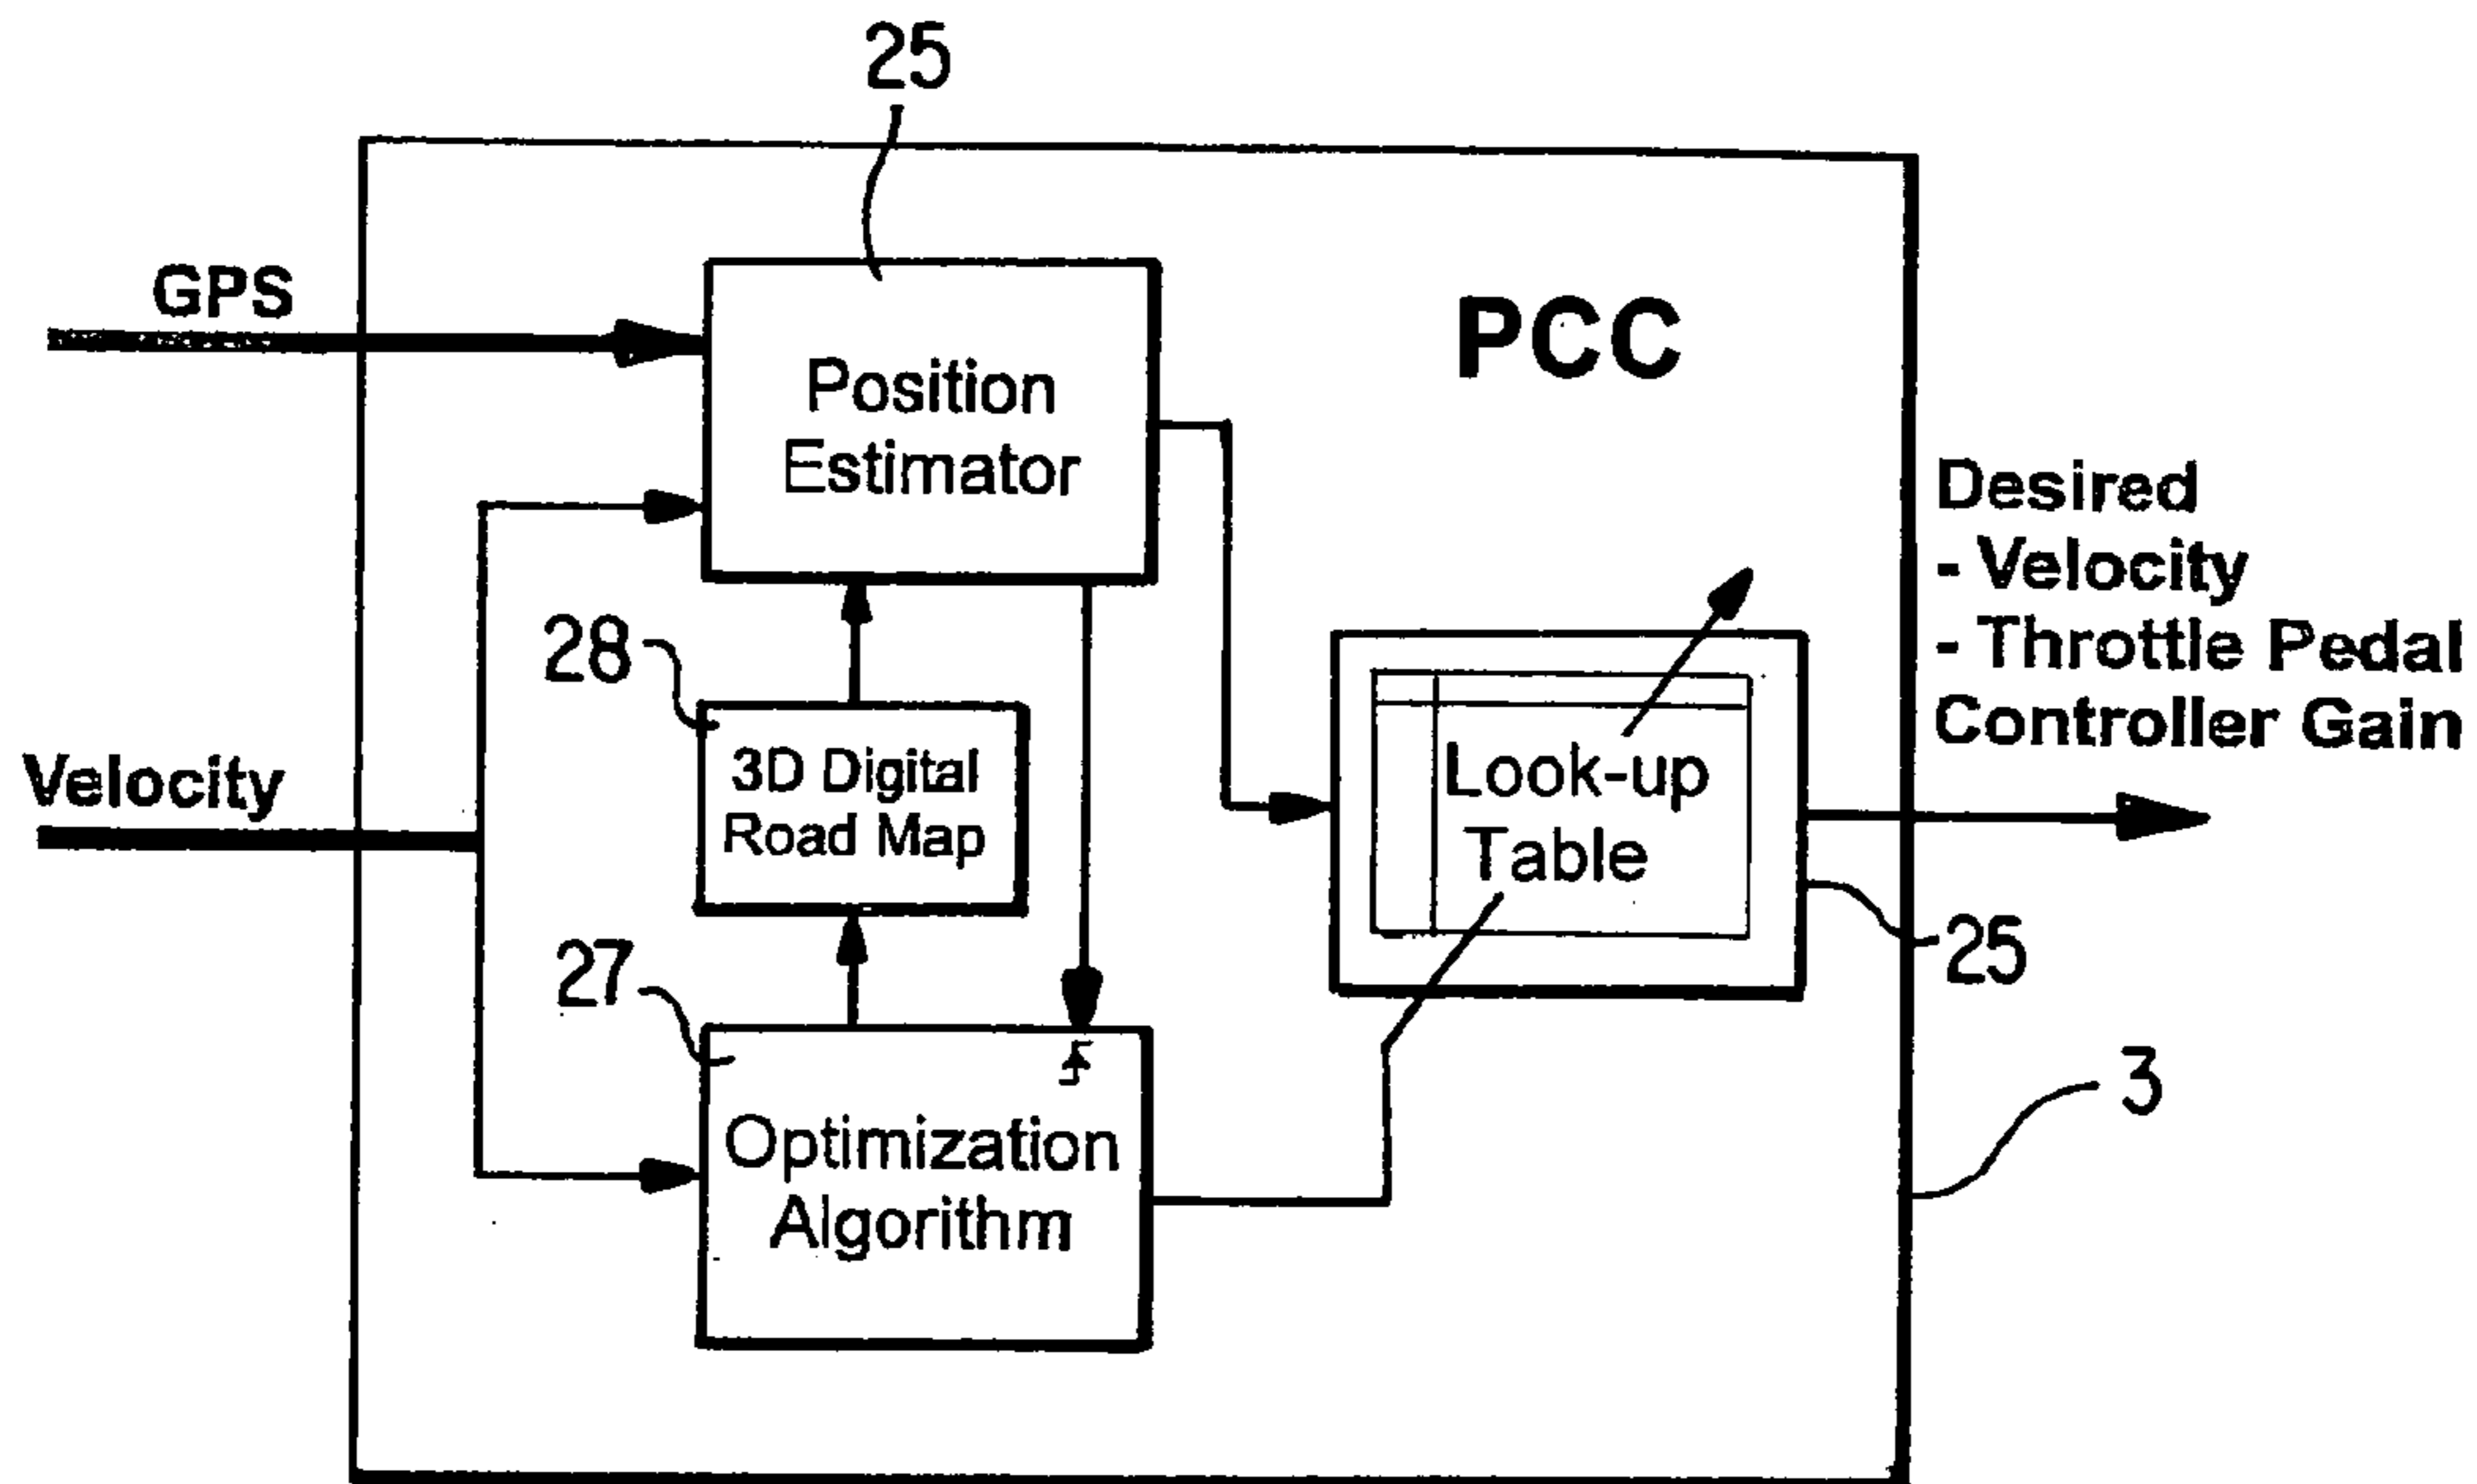 25
GPS
PCC
Position
Estimator
Desired
- Velocity
- Throttle Pedal
Controller Gain
28
Velocity
3D Digital
Road Map
Look-up
Table
25
27
3
Optimization
Algorithm